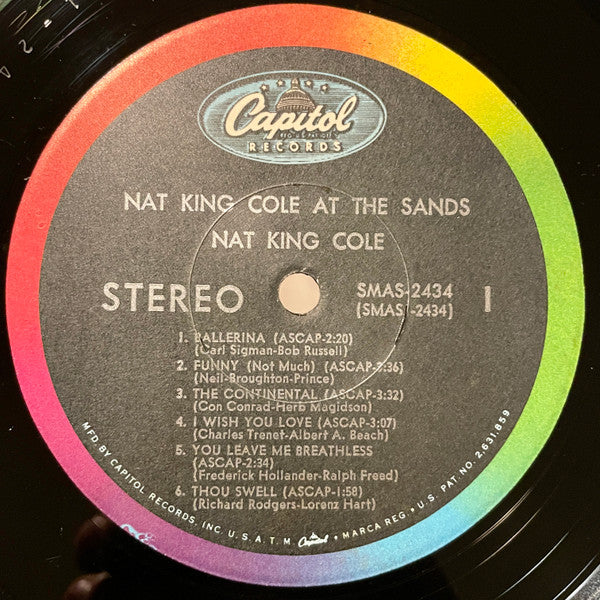 Capitol
RECORDS
NAT KING COLE AT THE SANDS
NAT KING COLE
STEREO
SMAS-2434
(SMAS1-2434)
1
1. BALLERINA (ASCAP-2:20)
(Carl Sigman-Bob Russell)
2. FUNNY (Not Much) (ASCAP-3:36)
(Neil-Broughton-Prince)
3. THE CONTINENTAL (ASCAP-3:32)
(Con Conrad-Herb Magidson)
4. I WISH YOU LOVE (ASCAP-3:07)
(Charles Trenet-Albert A. Beach)
5. YOU LEAVE ME BREATHLESS
(ASCAP-2:34)
(Frederick Hollander-Ralph Freed)
6. THOU SWELL (ASCAP-1:58)
(Richard Rodgers-Lorenz Hart)
MFD. BY CAPITOL RECORDS, INC. U.S.A. T.M. Capitol • MARCA REG. • U.S. PAT. NO. 2,631,859